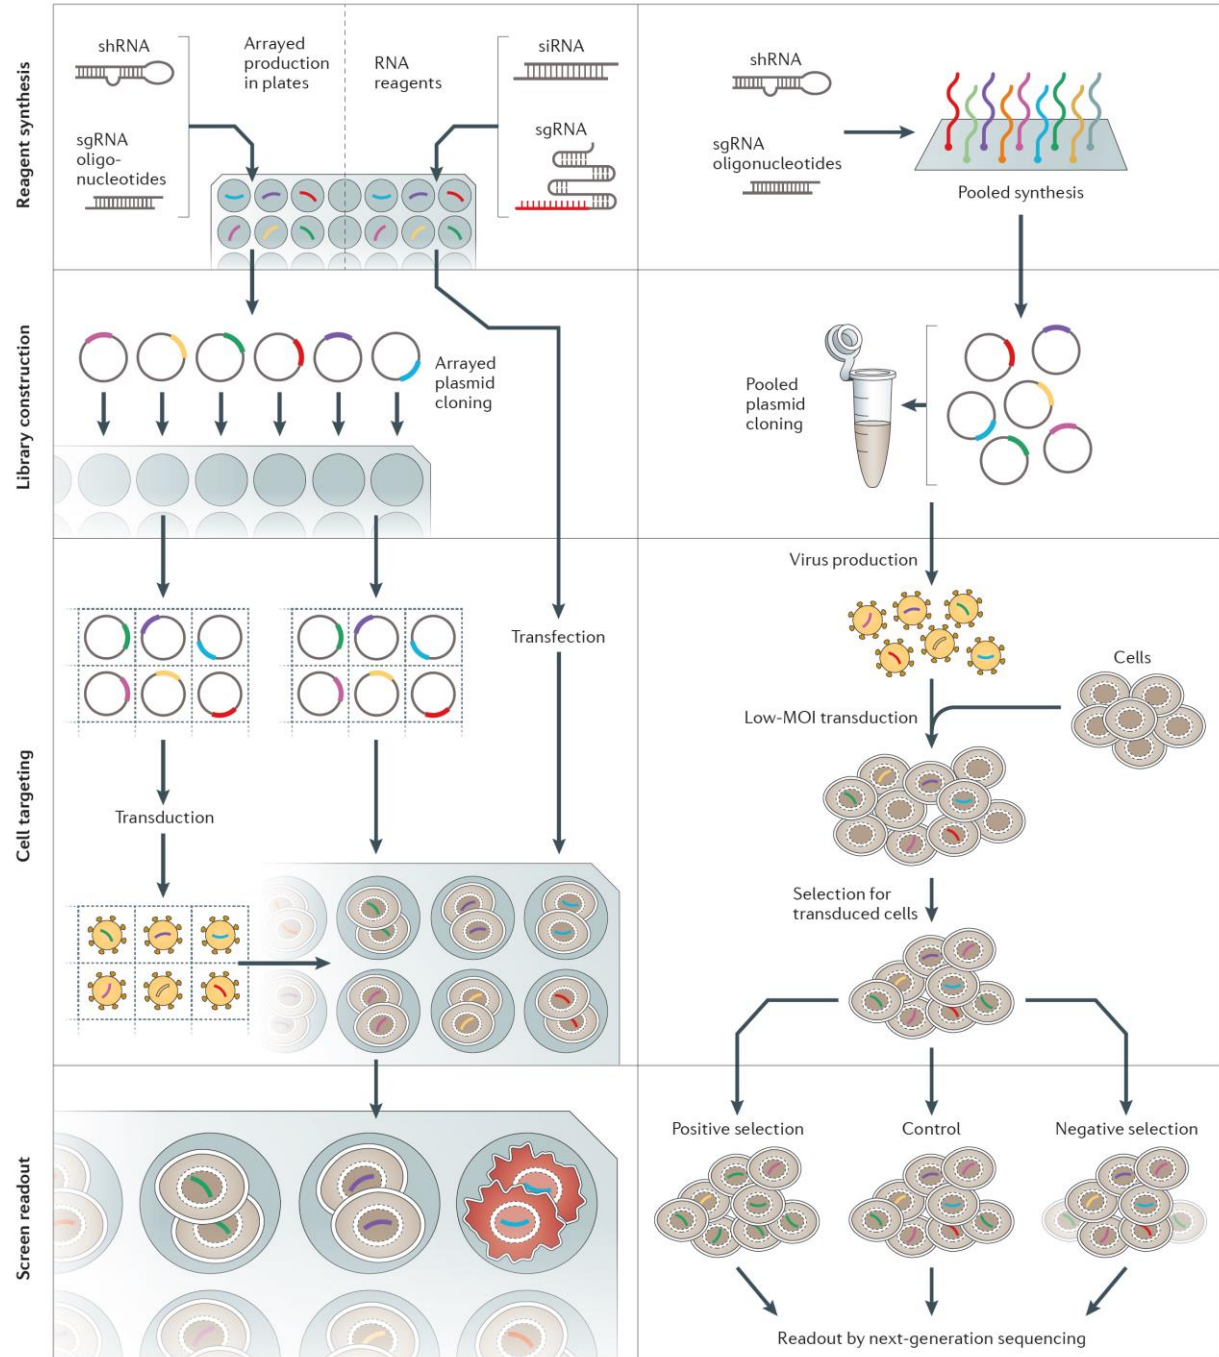 Reagent synthesis
shRNA
sgRNA
oligo-
nucleotides
Arrayed
production
in plates
RNA
reagents
siRNA
sgRNA
shRNA
sgRNA
oligonucleotides
Pooled synthesis
Library construction
Arrayed
plasmid
cloning
Pooled
plasmid
cloning
Cell targeting
Transduction
Transfection
Virus production
Cells
Low-MOI transduction
Selection for
transduced cells
Screen readout
Positive selection
Control
Negative selection
Readout by next-generation sequencing